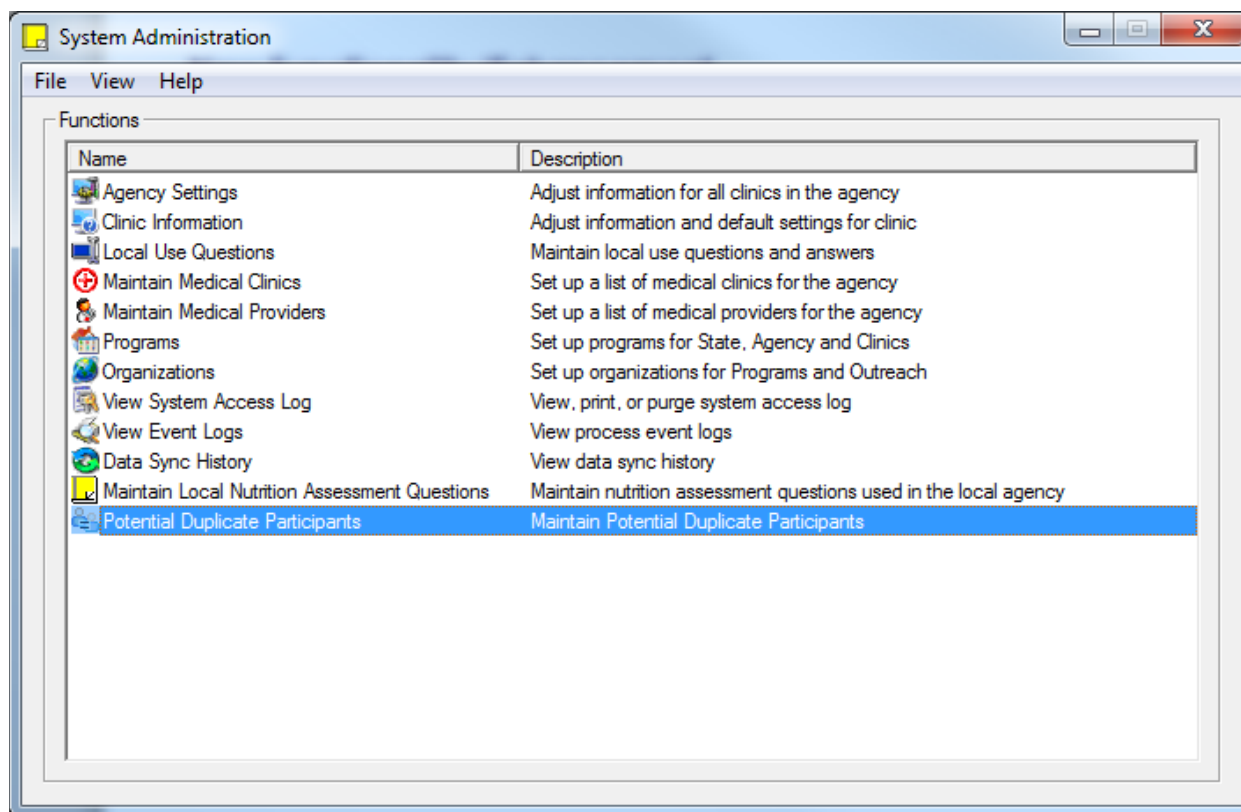 System Administration
File View Help
Functions
Name Description
Agency Settings Adjust information for all clinics in the agency
Clinic Information Adjust information and default settings for clinic
Local Use Questions Maintain local use questions and answers
Maintain Medical Clinics Set up a list of medical clinics for the agency
Maintain Medical Providers Set up a list of medical providers for the agency
Programs Set up programs for State, Agency and Clinics
Organizations Set up organizations for Programs and Outreach
View System Access Log View, print, or purge system access log
View Event Logs View process event logs
Data Sync History View data sync history
Maintain Local Nutrition Assessment Questions Maintain nutrition assessment questions used in the local agency
Potential Duplicate Participants Maintain Potential Duplicate Participants